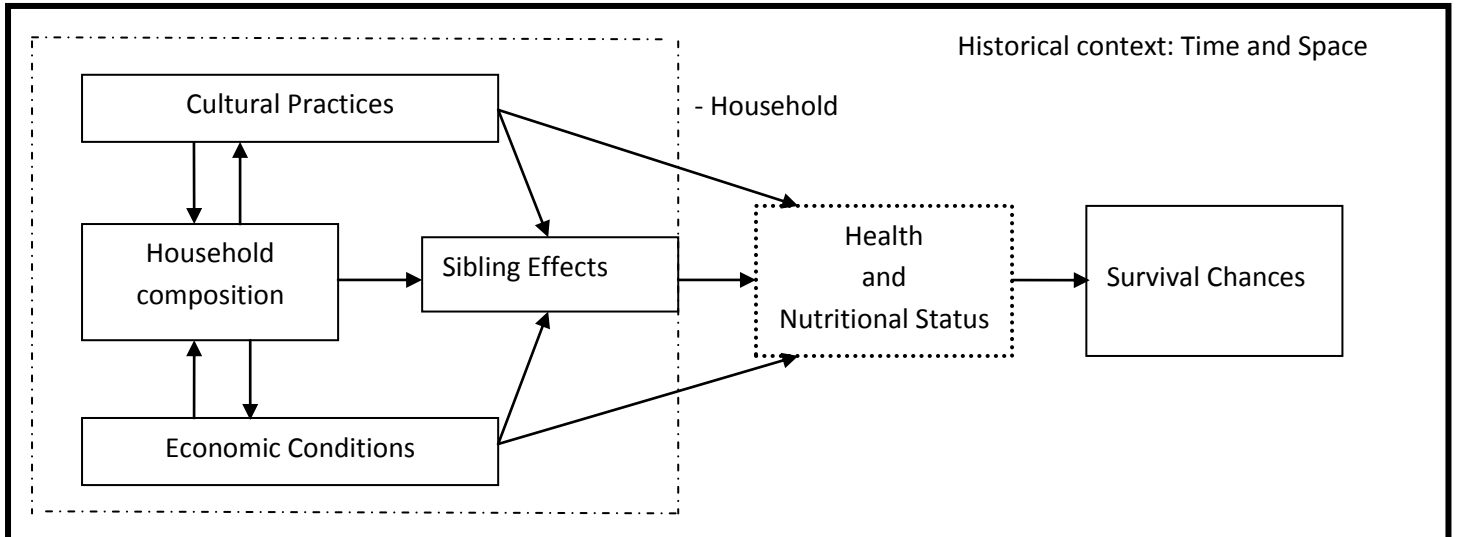 Historical context: Time and Space
Cultural Practices
- Household
Household
composition
Sibling Effects
Health
and
Nutritional Status
Survival Chances
Economic Conditions